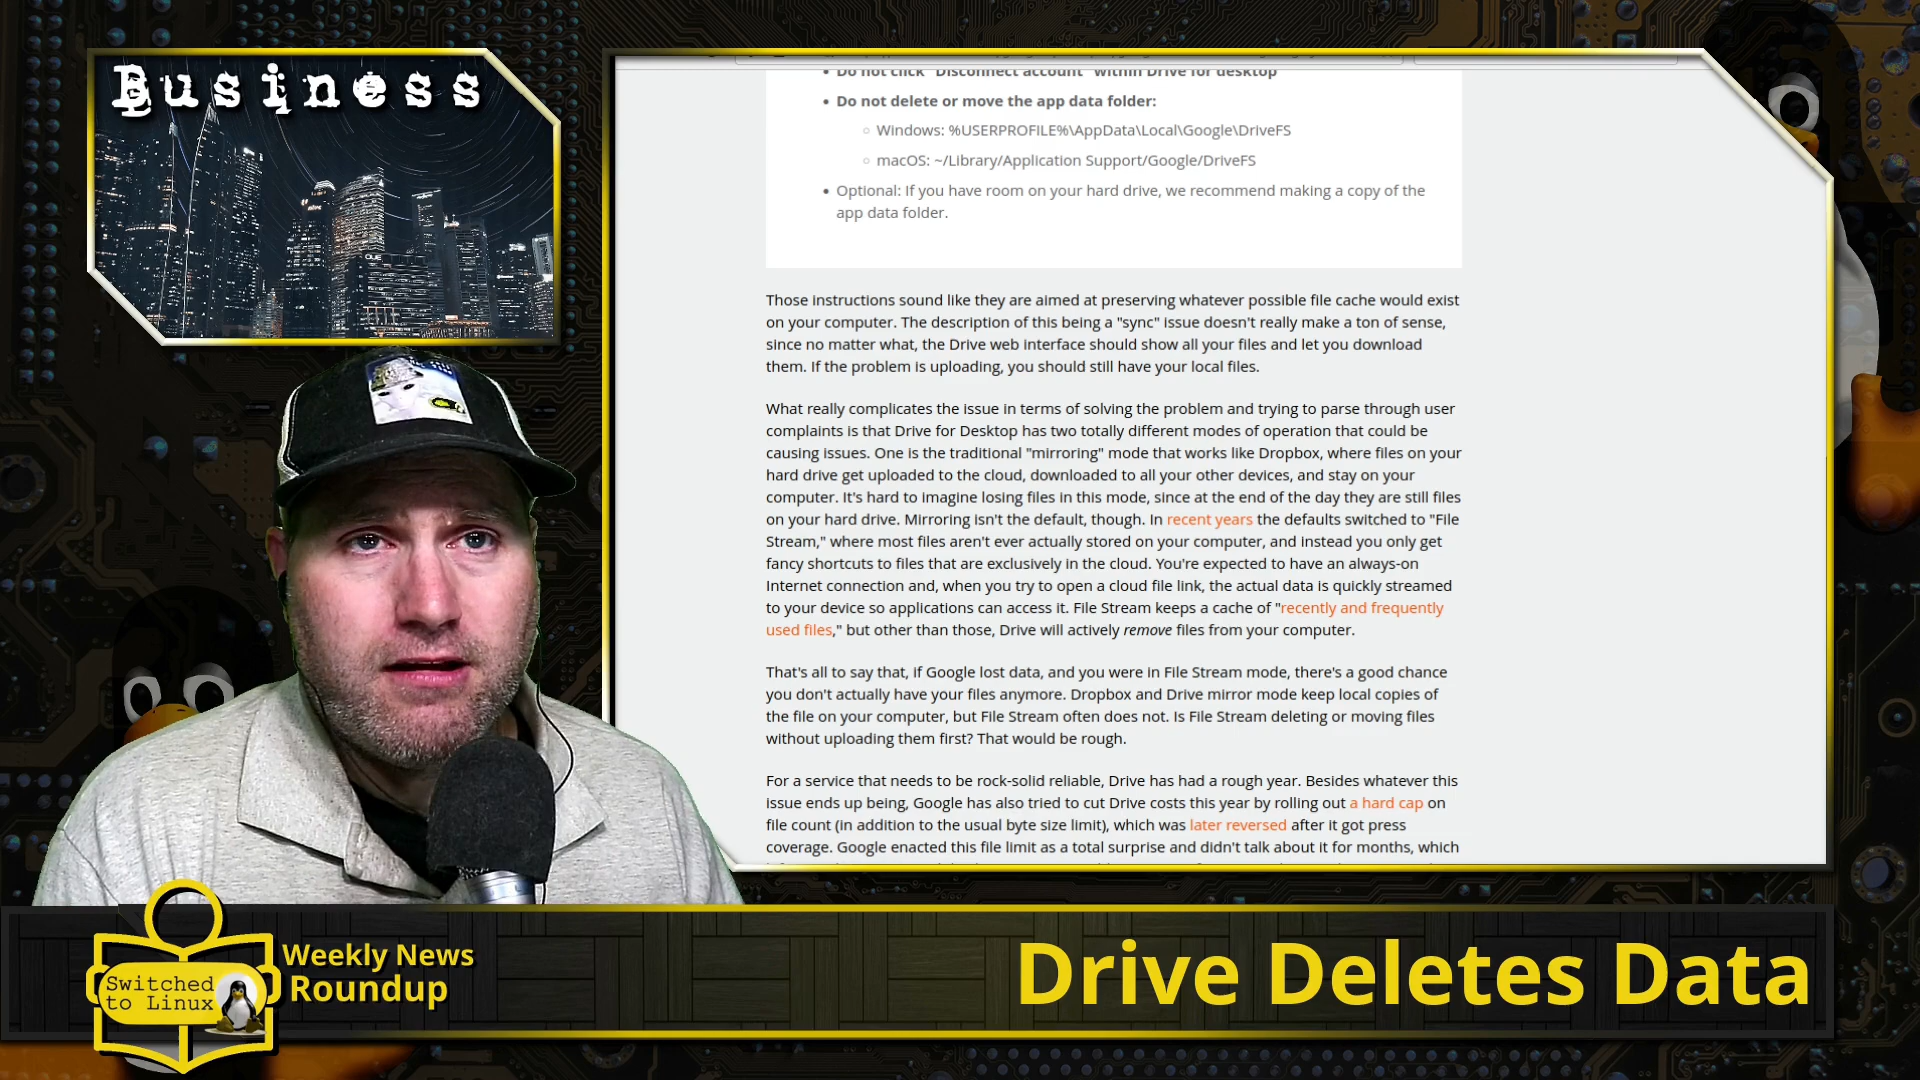 Business
Do not click "Disconnect account" within Drive for desktop
• Do not delete or move the app data folder:
Windows: %USERPROFILE%\AppData\Local\Google\DriveFS
macOS: ~/Library/Application Support/Google/DriveFS
• Optional: If you have room on your hard drive, we recommend making a copy of the
app data folder.
Those instructions sound like they are aimed at preserving whatever possible file cache would exist
on your computer. The description of this being a "sync" issue doesn't really make a ton of sense,
since no matter what, the Drive web interface should show all your files and let you download
them. If the problem is uploading, you should still have your local files.
What really complicates the issue in terms of solving the problem and trying to parse through user
complaints is that Drive for Desktop has two totally different modes of operation that could be
causing issues. One is the traditional "mirroring" mode that works like Dropbox, where files on your
hard drive get uploaded to the cloud, downloaded to all your other devices, and stay on your
computer. It's hard to imagine losing files in this mode, since at the end of the day they are still files
on your hard drive. Mirroring isn't the default, though. In recent years the defaults switched to "File
Stream," where most files aren't ever actually stored on your computer, and instead you only get
fancy shortcuts to files that are exclusively in the cloud. You're expected to have an always-on
Internet connection and, when you try to open a cloud file link, the actual data is quickly streamed
to your device so applications can access it. File Stream keeps a cache of "recently and frequently
used files," but other than those, Drive will actively remove files from your computer.
That's all to say that, if Google lost data, and you were in File Stream mode, there's a good chance
you don't actually have your files anymore. Dropbox and Drive mirror mode keep local copies of
the file on your computer, but File Stream often does not. Is File Stream deleting or moving files
without uploading them first? That would be rough.
For a service that needs to be rock-solid reliable, Drive has had a rough year. Besides whatever this
issue ends up being, Google has also tried to cut Drive costs this year by rolling out a hard cap on
file count (in addition to the usual byte size limit), which was later reversed after it got press
coverage. Google enacted this file limit as a total surprise and didn't talk about it for months, which
Switched
to Linux
Weekly News
Roundup
Drive Deletes Data